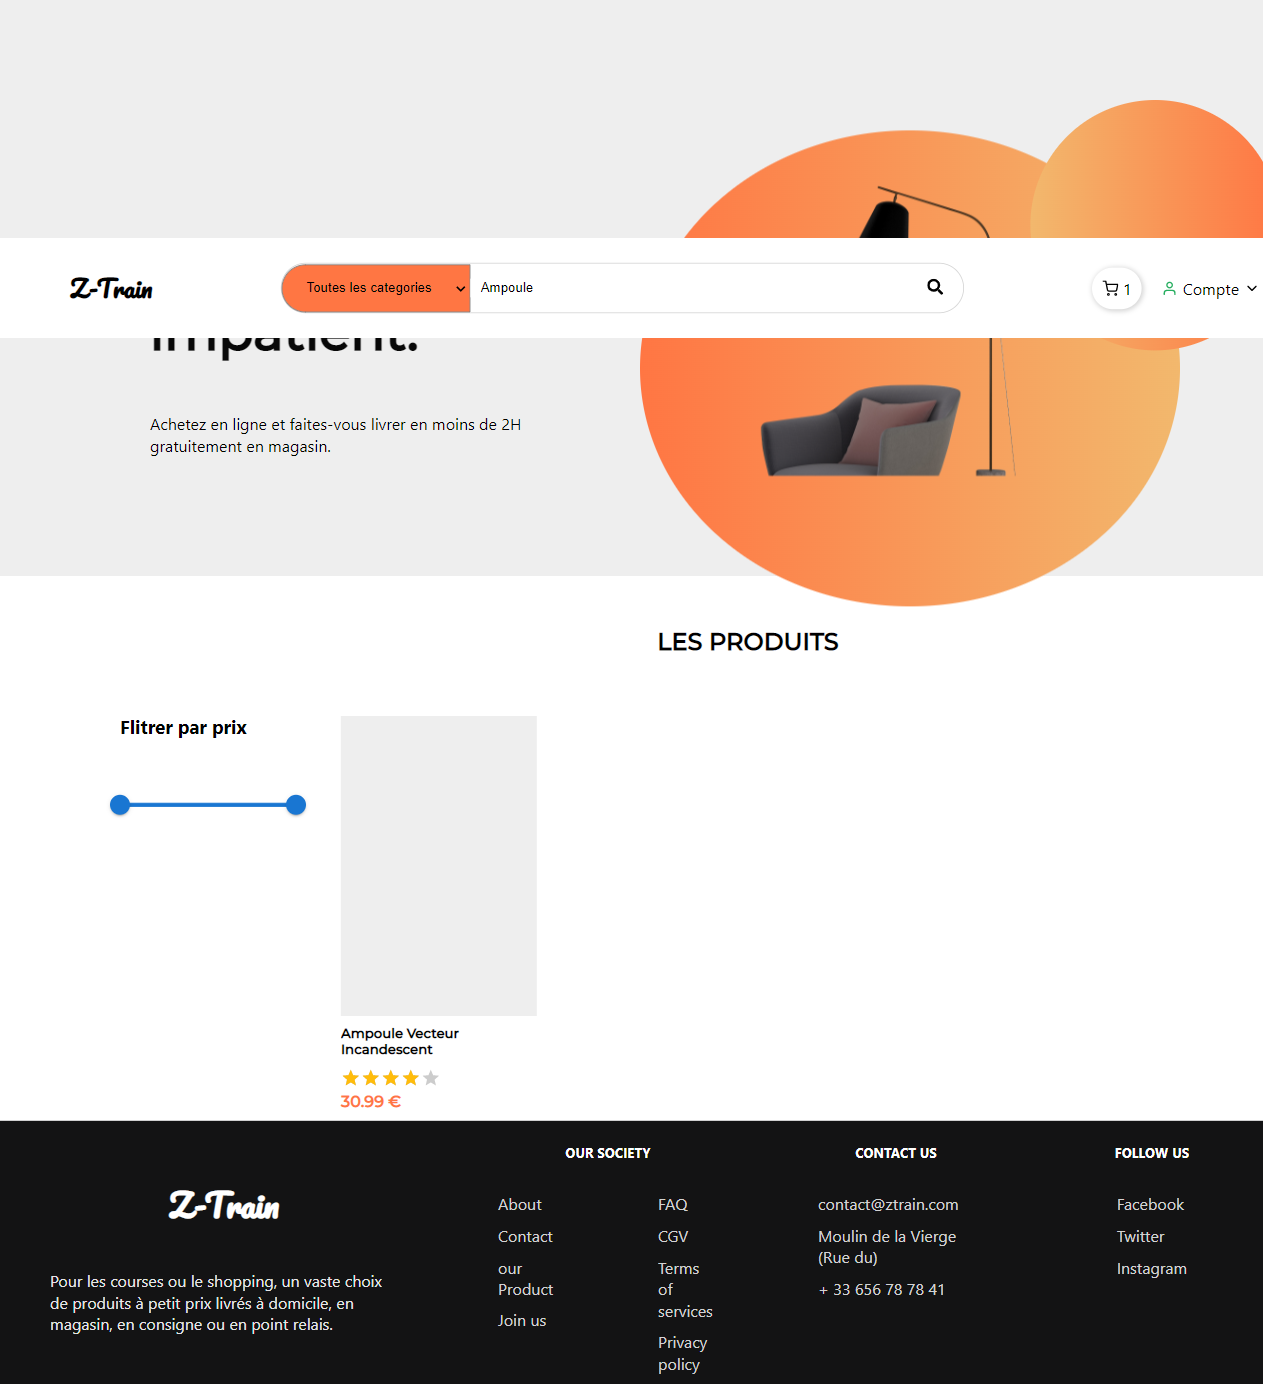 Z-Train
Toutes les categories
Ampoule
1
Compte
impatient.
Achetez en ligne et faites-vous livrer en moins de 2H
gratuitement en magasin.
LES PRODUITS
Flitrer par prix
Ampoule Vecteur
Incandescent
30.99 €
Z-Train
Pour les courses ou le shopping, un vaste choix
de produits à petit prix livrés à domicile, en
magasin, en consigne ou en point relais.
OUR SOCIETY
About
Contact
our
Product
Join us
FAQ
CGV
Terms
of
services
Privacy
policy
CONTACT US
contact@ztrain.com
Moulin de la Vierge
(Rue du)
+ 33 656 78 78 41
FOLLOW US
Facebook
Twitter
Instagram